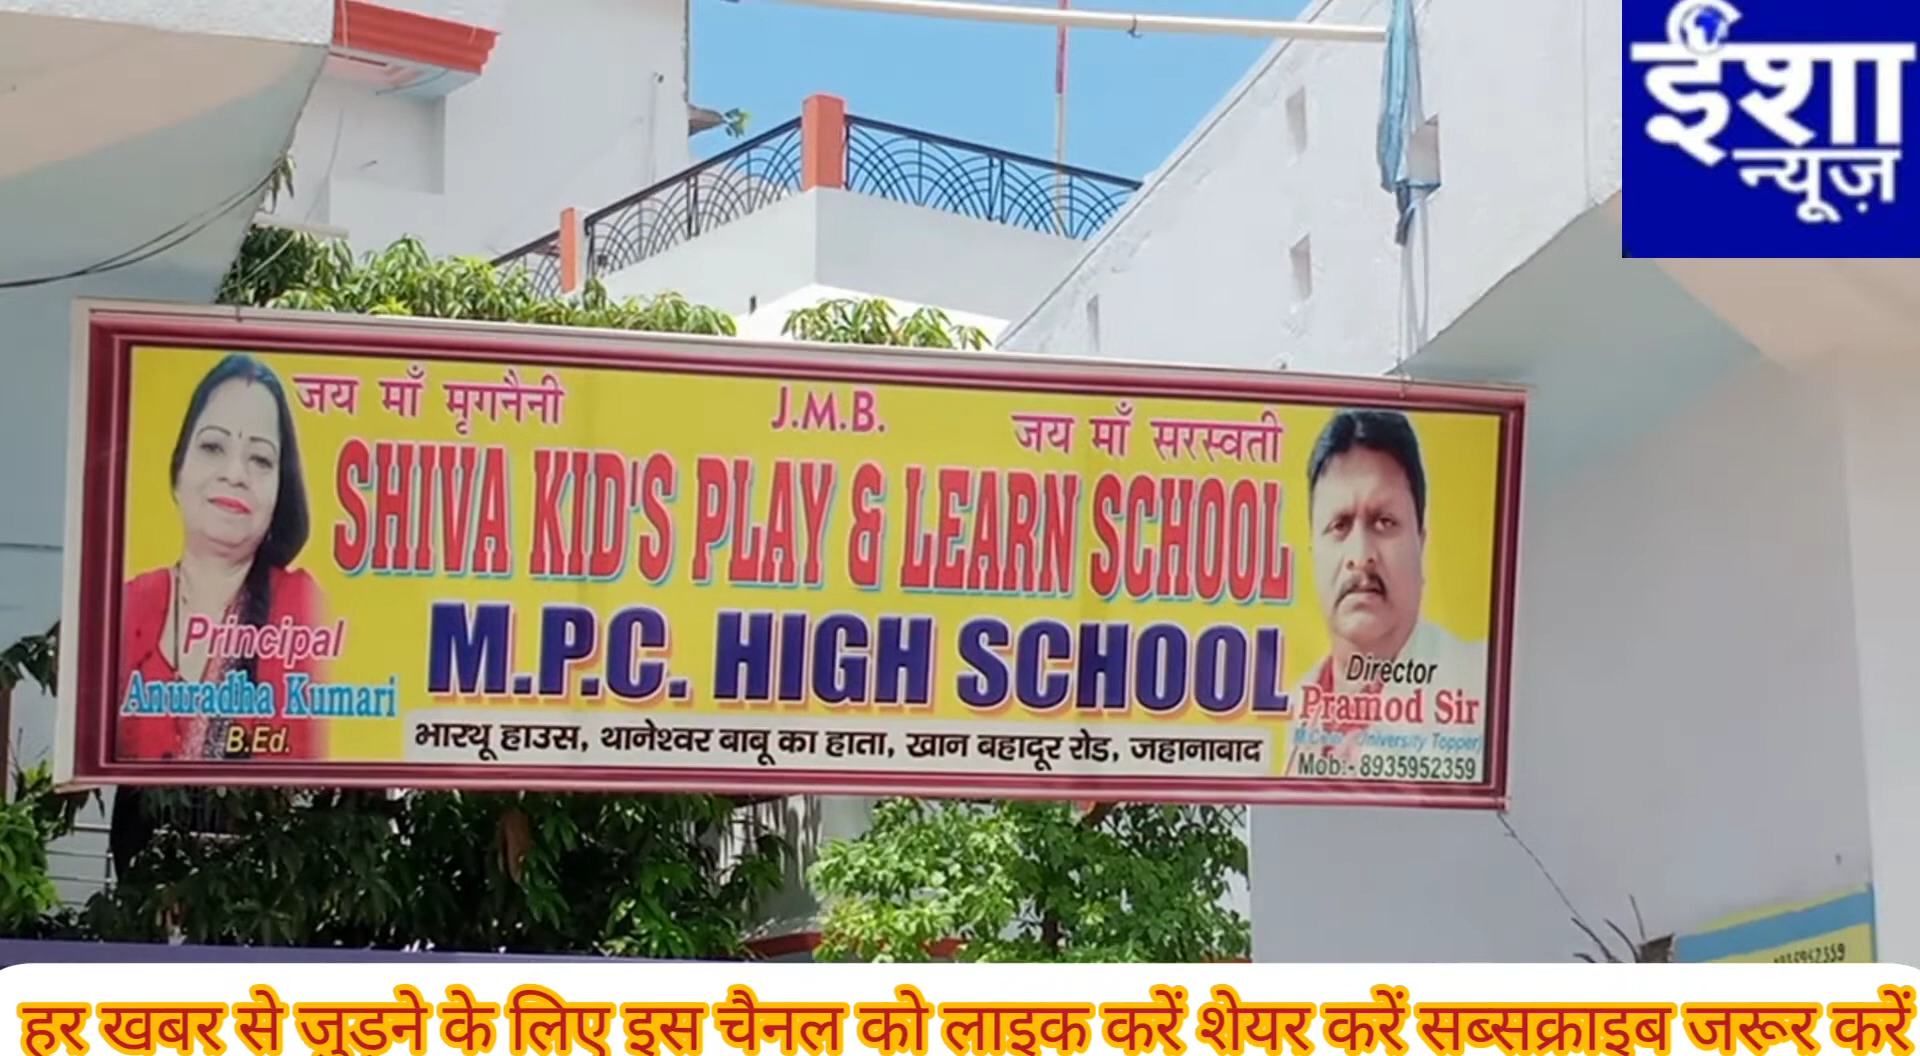 ईशा
न्यूज़
जय माँ मृगनैनी
J.M.B.
जय माँ सरस्वती
SHIVA KID'S PLAY & LEARN SCHOOL
M.P.C. HIGH SCHOOL
भारथू हाउस, थानेश्वर बाबू का हाता, खान बहादूर रोड, जहानाबाद
Principal
Anuradha Kumari
B.Ed.
Director
Pramod Sir
University Topper)
Mob:- 8935952359
हर खबर से जुड़ने के लिए इस चैनल को लाइक करें शेयर करें सब्सक्राइब जरूर करें